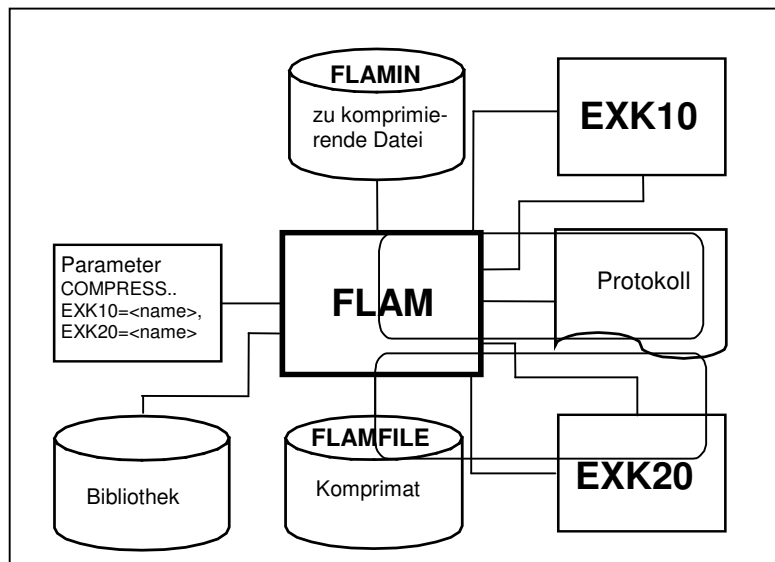 FLAMIN
zu komprimie-
rende Datei
EXK10
Parameter
COMPRESS..
EXK10=<name>,
EXK20=<name>
FLAM
Protokoll
Bibliothek
FLAMFILE
Komprimat
EXK20